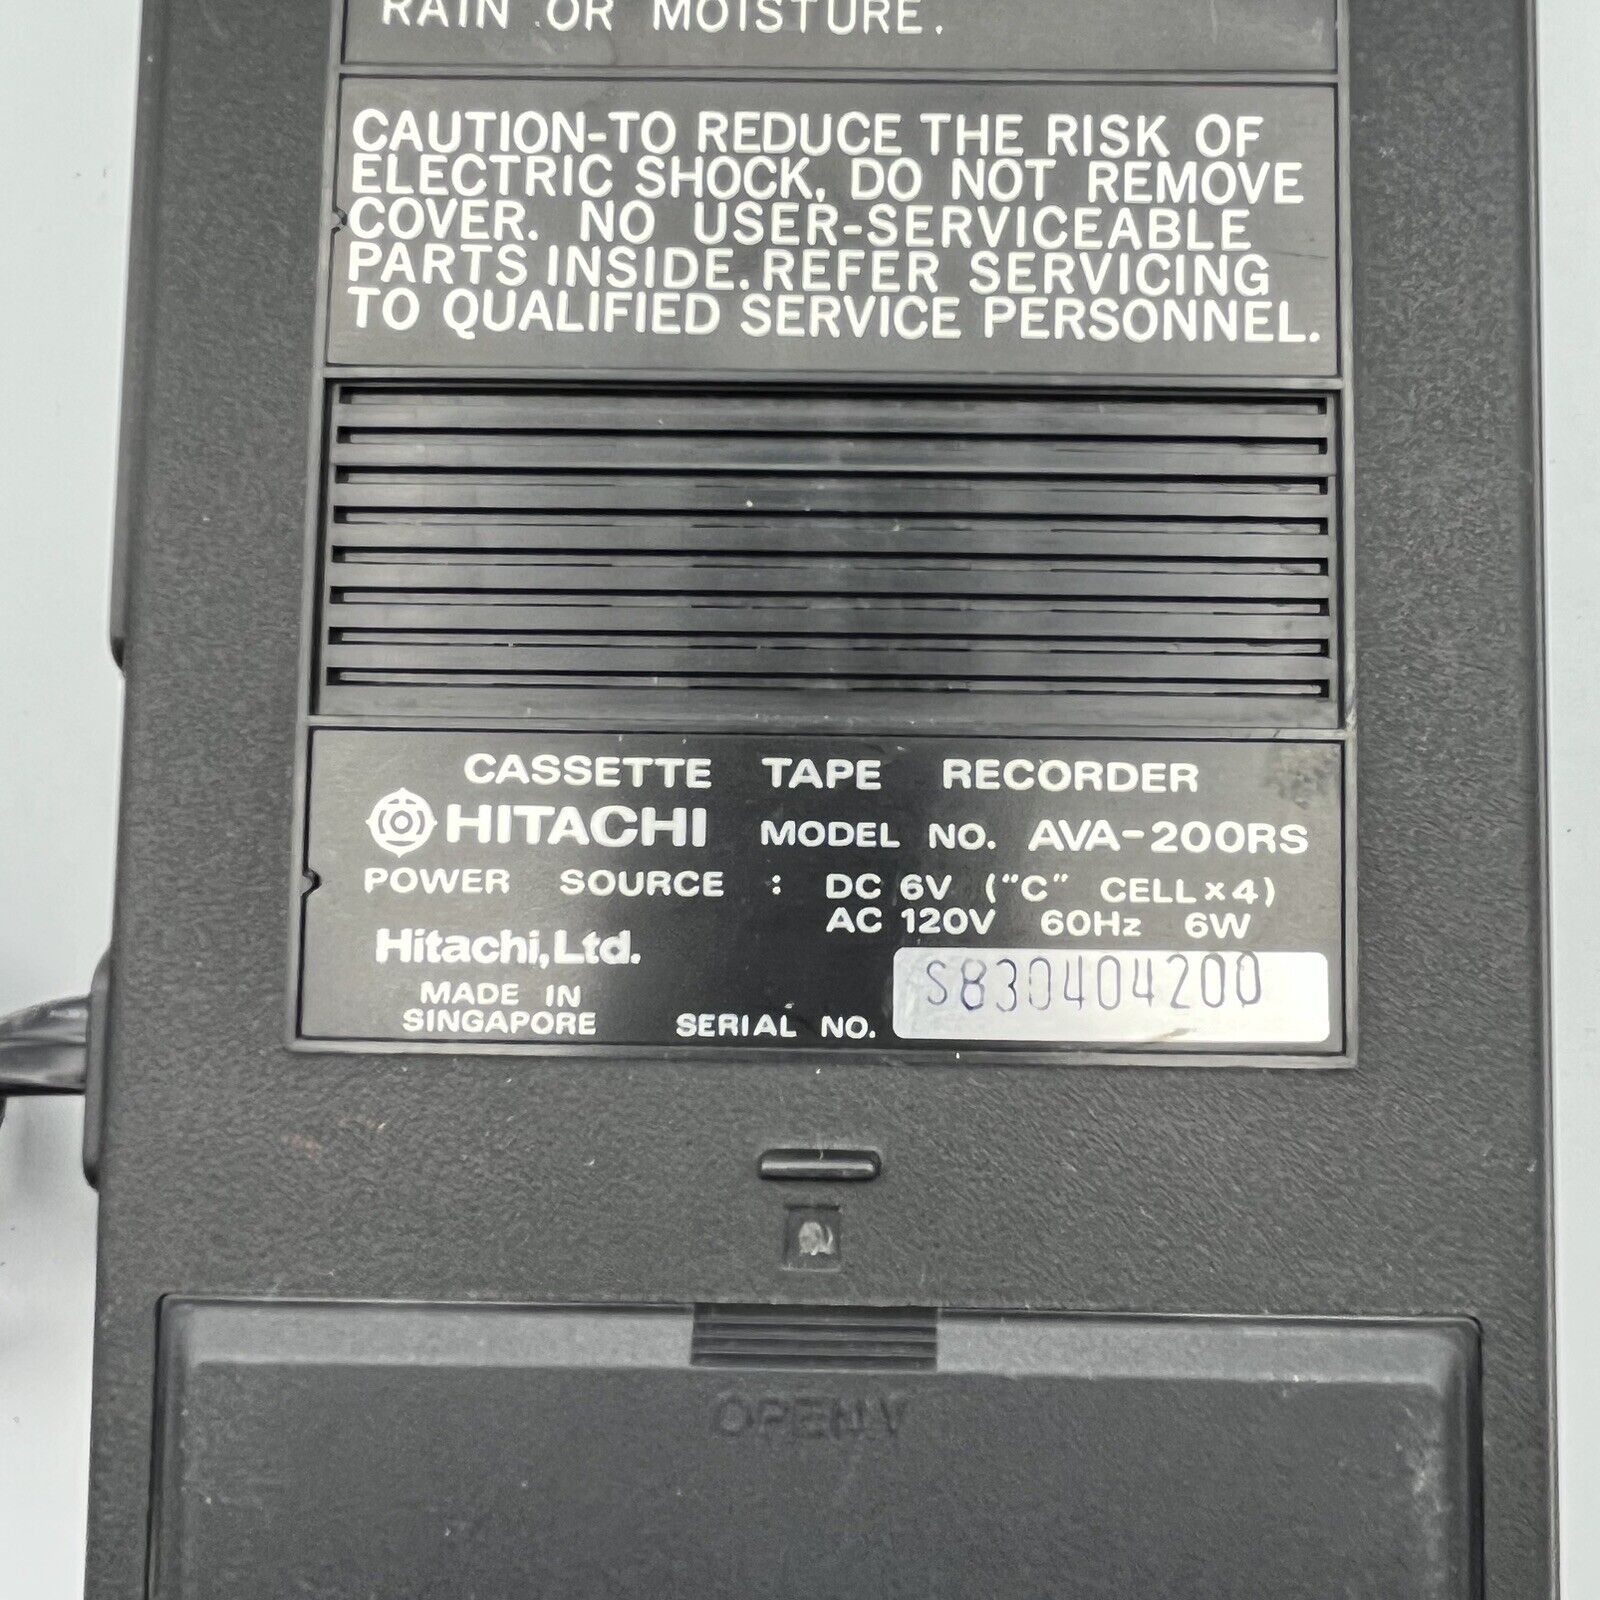 RAIN OR MOISTURE.
CAUTION-TO REDUCE THE RISK OF
ELECTRIC SHOCK, DO NOT REMOVE
COVER. NO USER-SERVICEABLE
PARTS INSIDE. REFER SERVICING
TO QUALIFIED SERVICE PERSONNEL.
CASSETTE TAPE RECORDER
HITACHI MODEL NO. AVA-200RS
POWER SOURCE : DC 6V ("C" CELL×4)
AC 120V 60Hz 6W
Hitachi, Ltd.
MADE IN
SINGAPORE
SERIAL NO. S830404200
OPEN